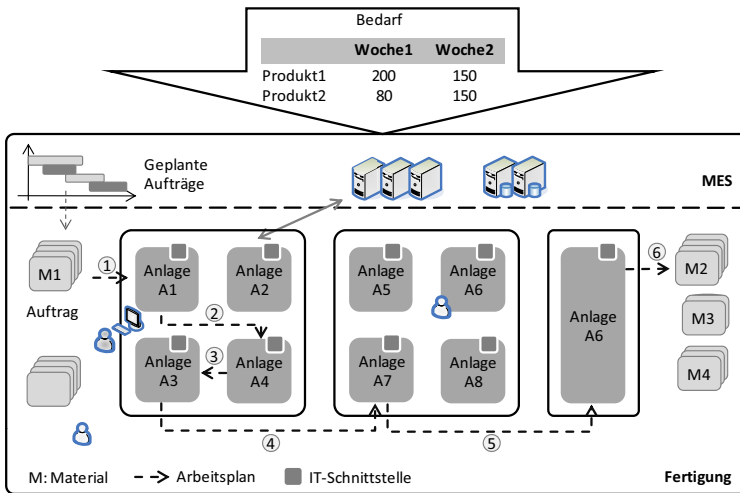 Bedarf
Woche1 Woche2
Produkt1 200 150
Produkt2 80 150
Geplante
Aufträge
MES
M1
Auftrag
①
Anlage
A1
Anlage
A2
②
Anlage
A3
③
Anlage
A4
④
Anlage
A5
Anlage
A6
Anlage
A7
Anlage
A8
⑤
Anlage
A6
⑥
M2
M3
M4
M: Material Arbeitsplan IT-Schnittstelle Fertigung